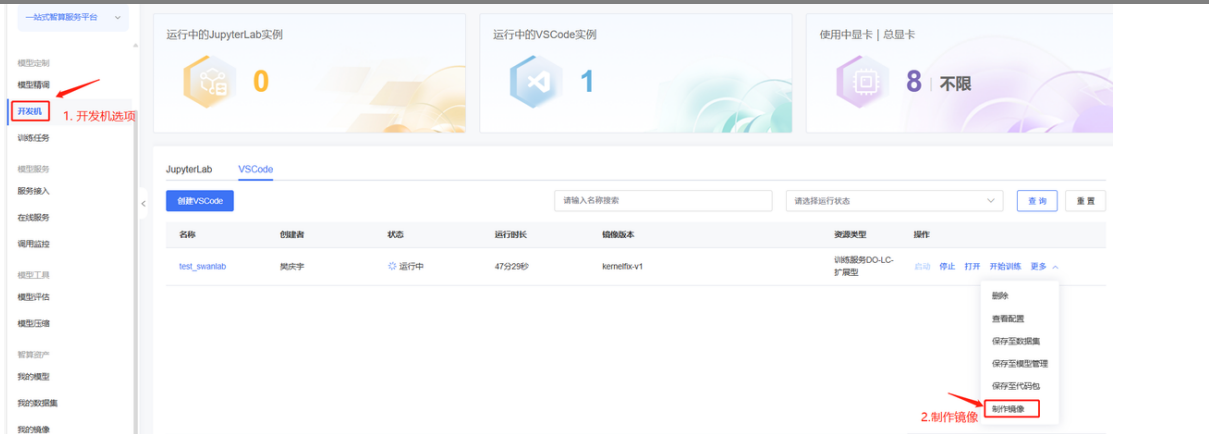 一站式智算服务平台
模型定制
模型精调
开发机
1. 开发机选项
训练任务
模型服务
服务接入
在线服务
调用监控
模型工具
模型评估
模型压缩
智算资产
我的模型
我的数据集
我的镜像
运行中的JupyterLab实例
0
运行中的VSCode实例
1
使用中显卡 | 总显卡
8 | 不限
JupyterLab VSCode
创建VSCode 请输入名称搜索 请选择运行状态 查询 重置
名称 创建者 状态 运行时长 镜像版本 资源类型 操作
test_swanlab 樊庆宇 运行中 47分29秒 kernelfix-v1 训练服务DO-LC-
扩展型 启动 停止 打开 开始训练 更多
删除
查看配置
保存至数据集
保存至模型管理
保存至代码包
制作镜像
2.制作镜像